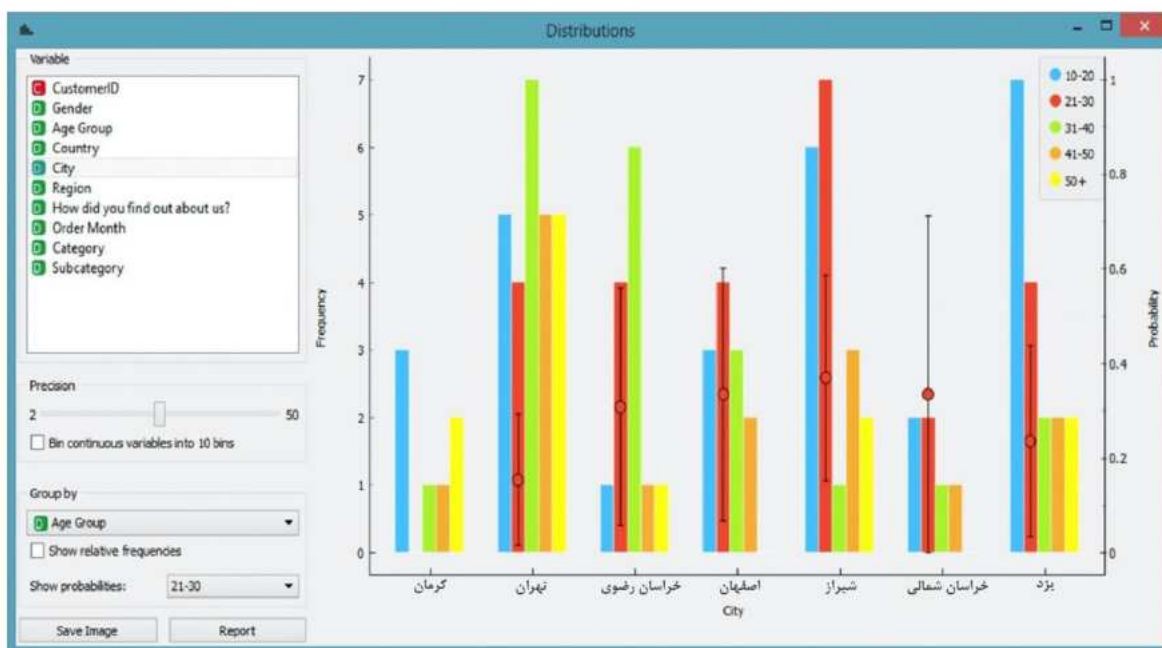 Distributions
Variable
C CustomerID
D Gender
D Age Group
D Country
D City
D Region
D How did you find out about us?
D Order Month
D Category
D Subcategory
Precision
2 50
Bin continuous variables into 10 bins
Group by
D Age Group
Show relative frequencies
Show probabilities: 21-30
Save Image Report
Frequency
7
6
5
4
3
2
1
0
10-20
21-30
31-40
41-50
50+
1
0.8
0.6
0.4
0.2
0
Probability
کرمان تهران خراسان رضوی اصفهان شیراز خراسان شمالی یزد
City